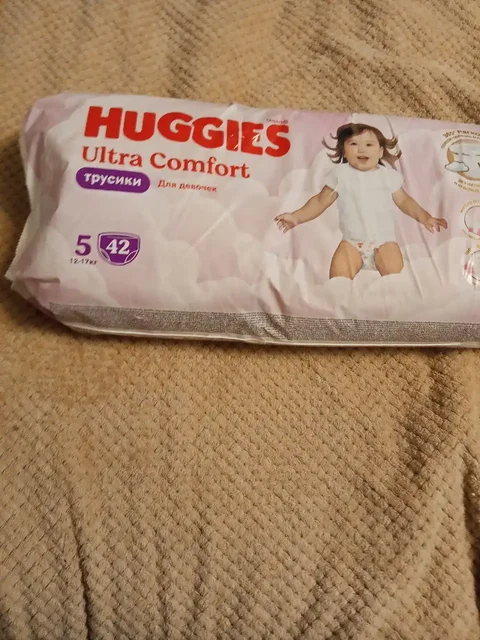 HUGGIES
Ultra Comfort
трусики Для девочек
5 42
12-17кг